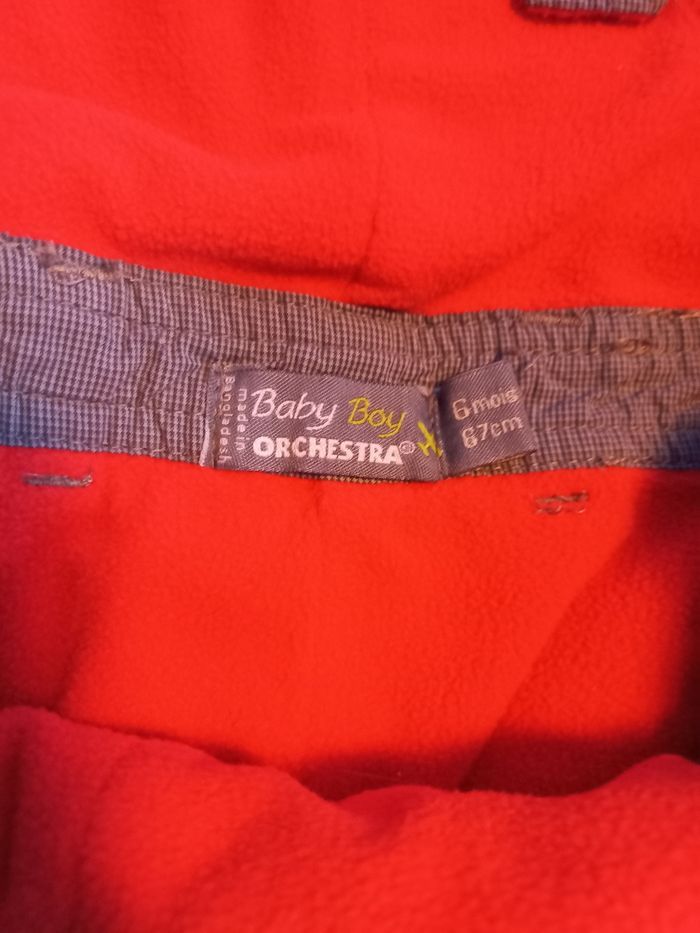 Baby Boy
ORCHESTRA®
made in
Bangladesh
6 mois
67cm